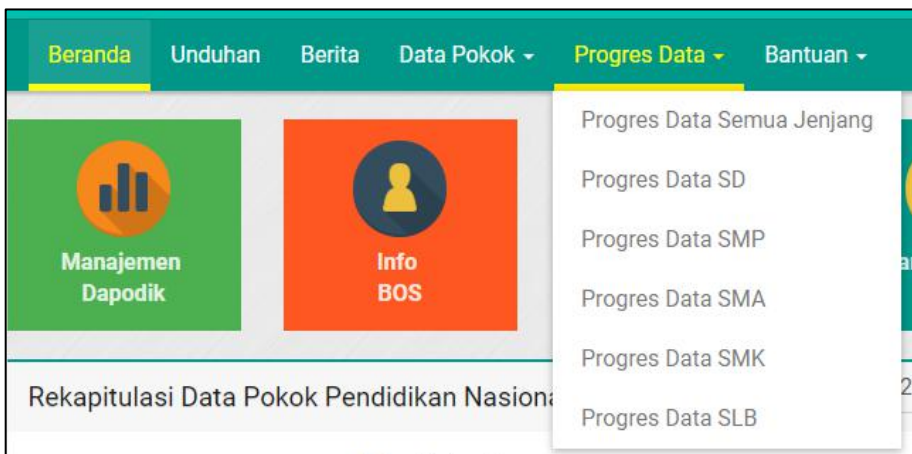 Beranda Unduhan Berita Data Pokok Progres Data Bantuan
Progres Data Semua Jenjang
Progres Data SD
Progres Data SMP
Progres Data SMA
Progres Data SMK
Progres Data SLB
Manajemen
Dapodik
Info
BOS
Rekapitulasi Data Pokok Pendidikan